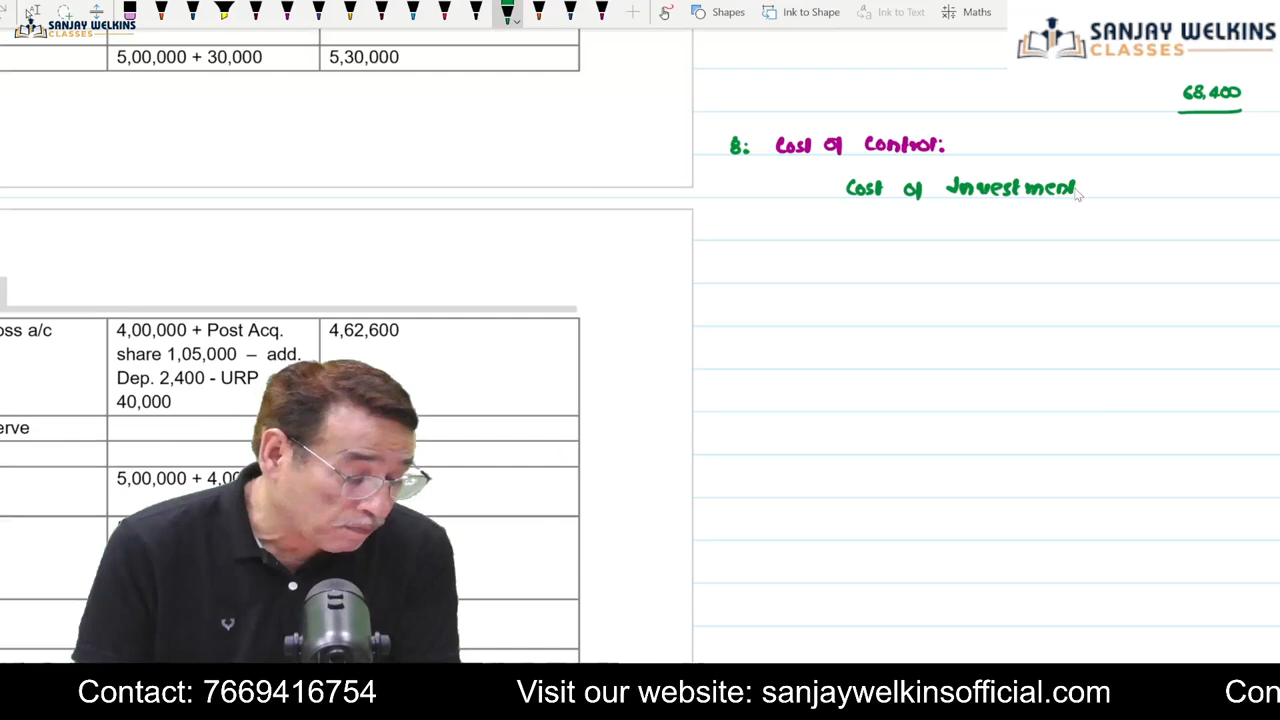 Shapes
Ink to Shape
Ink to Text
Maths
SANJAY WELKINS
CLASSES
SANJAY WELKINS
CLASSES
5,00,000 + 30,000 5,30,000
68,400
8: Cost of Control:
Cost of Investment
oss a/c 4,00,000 + Post Acq. 4,62,600
share 1,05,000 – add.
Dep. 2,400 - URP
40,000
erve
5,00,000 + 4,00
Contact: 7669416754 Visit our website: sanjaywelkinsofficial.com Con